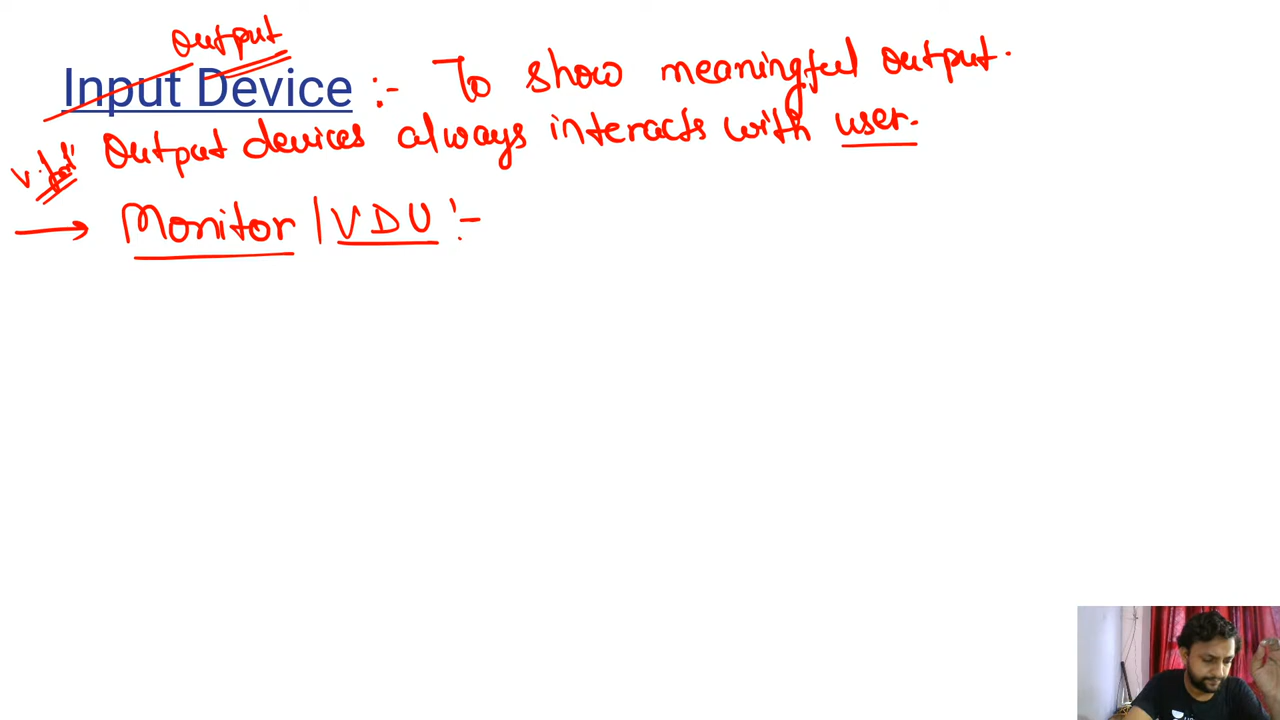 Output
Input Device :- To show meaningful output.
Output devices always interacts with user.
→ Monitor / VDU :-